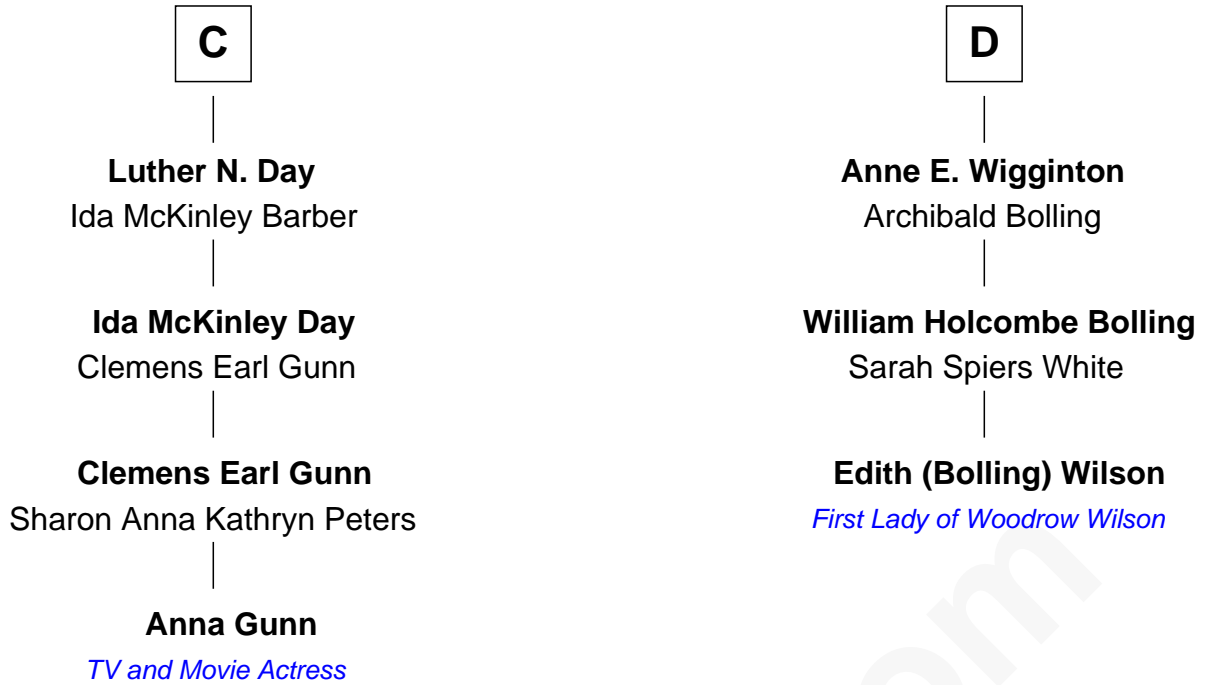 C
Luther N. Day
Ida McKinley Barber
Ida McKinley Day
Clemens Earl Gunn
Clemens Earl Gunn
Sharon Anna Kathryn Peters
Anna Gunn
TV and Movie Actress
D
Anne E. Wigginton
Archibald Bolling
William Holcombe Bolling
Sarah Spiers White
Edith (Bolling) Wilson
First Lady of Woodrow Wilson
om